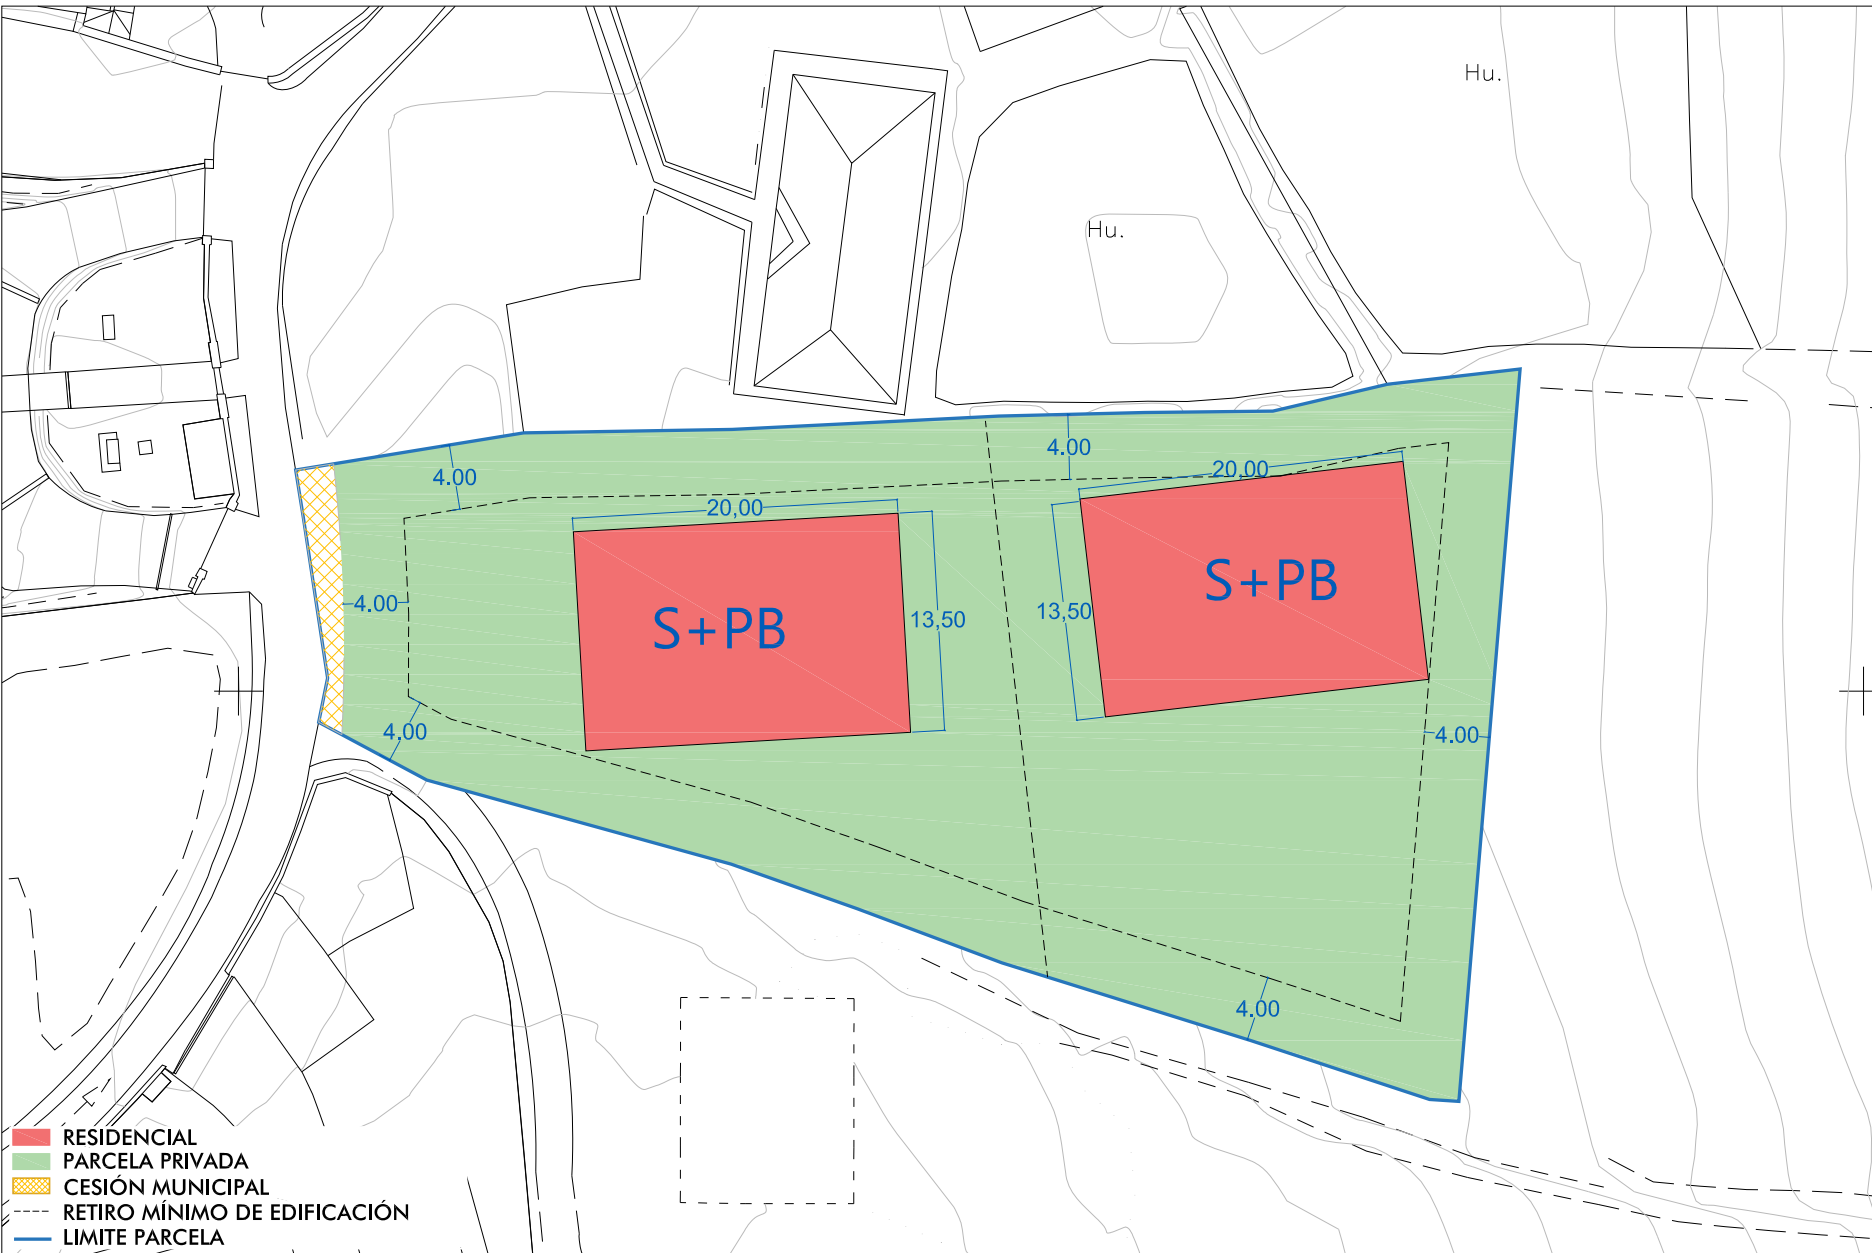 Hu.
Hu.
4.00
4.00
20,00
20,00
S+PB
S+PB
4.00
13,50
13,50
4.00
4.00
4.00
RESIDENCIAL
PARCELA PRIVADA
CESIÓN MUNICIPAL
RETIRO MÍNIMO DE EDIFICACIÓN
LIMITE PARCELA